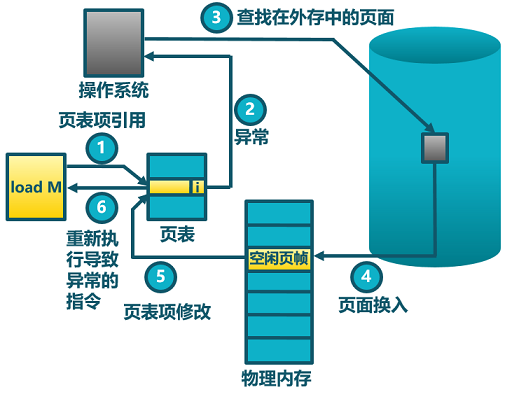 3 查找在外存中的页面
操作系统
页表项引用
1
2
异常
load M
i
页表
6
重新执
行导致
异常的
指令
5
页表项修改
空闲页帧
4
页面换入
物理内存